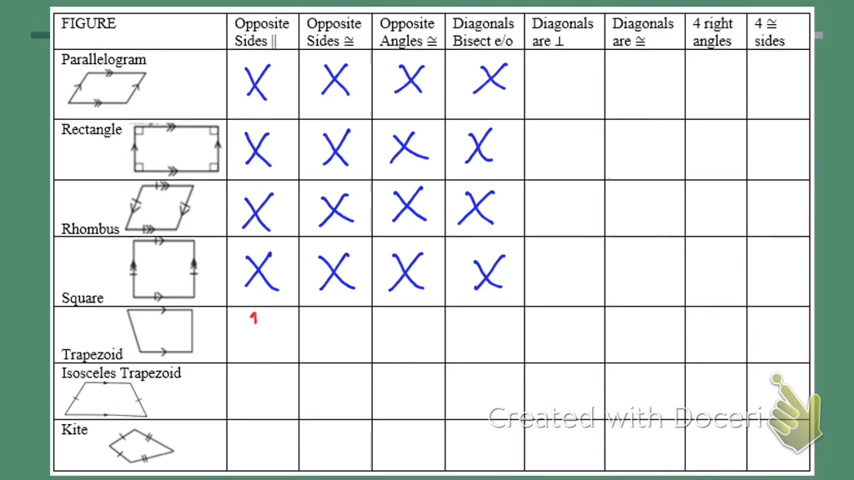 FIGURE Opposite Sides || Opposite Sides ≅ Opposite Angles ≅ Diagonals Bisect e/o Diagonals are ⊥ Diagonals are ≅ 4 right angles 4 ≅ sides
Parallelogram X X X X
Rectangle X X X X
Rhombus X X X X
Square X X X X
Trapezoid
Isosceles Trapezoid
Created with Doceri
Kite